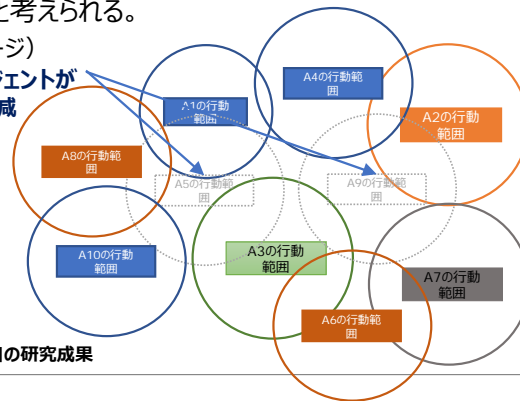 と考えられる。
ージ）
ジェントが
減
A4の行動範
囲
A1の行動
範囲
A2の行動
範囲
A8の行動範
囲
A5の行動範
囲
A9の行動範
囲
A10の行動
範囲
A3の行動
範囲
A7の行動
範囲
A6の行動範
囲
の研究成果